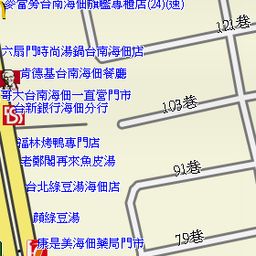 麥當勞台南海佃旗艦專櫃店(24)(速)
121巷
六扇門時尚湯鍋台南海佃店
肯德基台南海佃餐廳
哥大台南海佃一直營門市
103巷
台新銀行海佃分行
福林烤鴨專門店
老鄭閣再來魚皮湯
91巷
台北綠豆湯海佃店
顏綠豆湯
79巷
康是美海佃藥局門市